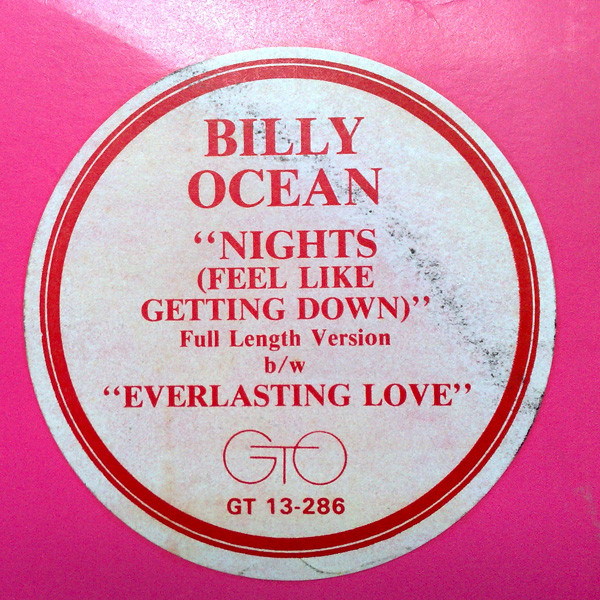 BILLY
OCEAN
“NIGHTS
(FEEL LIKE
GETTING DOWN)”
Full Length Version
b/w
“EVERLASTING LOVE”
GTO
GT 13-286